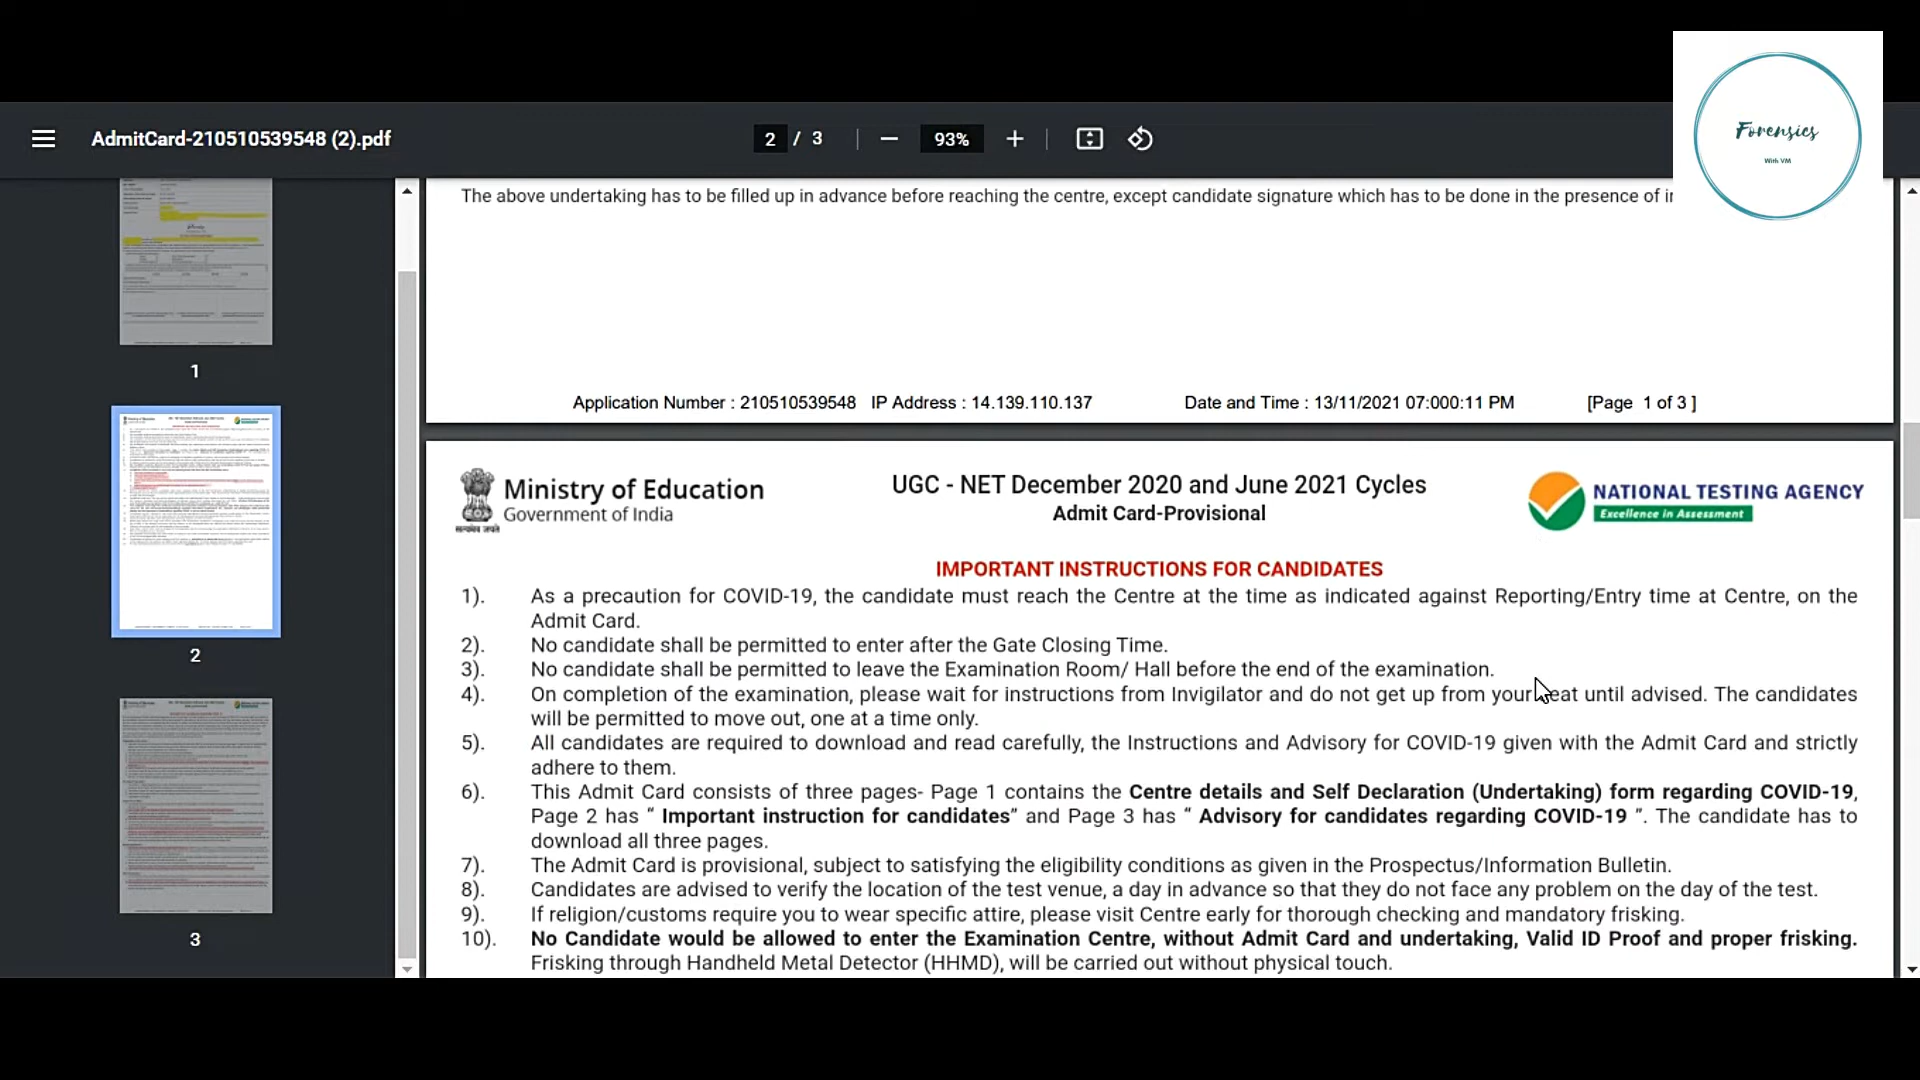 Forensics
With VM
AdmitCard-210510539548 (2).pdf
2 / 3
93%
The above undertaking has to be filled up in advance before reaching the centre, except candidate signature which has to be done in the presence of
Application Number : 210510539548 IP Address : 14.139.110.137 Date and Time : 13/11/2021 07:000:11 PM [Page 1 of 3 ]
Ministry of Education
Government of India
सत्यमेव जयते
UGC - NET December 2020 and June 2021 Cycles
Admit Card-Provisional
NATIONAL TESTING AGENCY
Excellence in Assessment
IMPORTANT INSTRUCTIONS FOR CANDIDATES
1). As a precaution for COVID-19, the candidate must reach the Centre at the time as indicated against Reporting/Entry time at Centre, on the
Admit Card.
2). No candidate shall be permitted to enter after the Gate Closing Time.
3). No candidate shall be permitted to leave the Examination Room/ Hall before the end of the examination.
4). On completion of the examination, please wait for instructions from Invigilator and do not get up from your seat until advised. The candidates
will be permitted to move out, one at a time only.
5). All candidates are required to download and read carefully, the Instructions and Advisory for COVID-19 given with the Admit Card and strictly
adhere to them.
6). This Admit Card consists of three pages- Page 1 contains the Centre details and Self Declaration (Undertaking) form regarding COVID-19,
Page 2 has “ Important instruction for candidates” and Page 3 has “ Advisory for candidates regarding COVID-19 ”. The candidate has to
download all three pages.
7). The Admit Card is provisional, subject to satisfying the eligibility conditions as given in the Prospectus/Information Bulletin.
8). Candidates are advised to verify the location of the test venue, a day in advance so that they do not face any problem on the day of the test.
9). If religion/customs require you to wear specific attire, please visit Centre early for thorough checking and mandatory frisking.
10). No Candidate would be allowed to enter the Examination Centre, without Admit Card and undertaking, Valid ID Proof and proper frisking.
Frisking through Handheld Metal Detector (HHMD), will be carried out without physical touch.
1
2
3